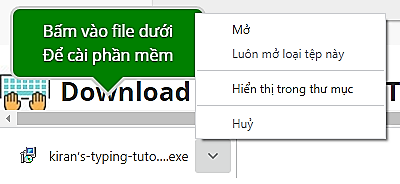 Bấm vào file dưới
Để cài phần mềm
Mở
Luôn mở loại tệp này
Hiển thị trong thư mục
Huỷ
Download
T
kiran's-typing-tuto....exe